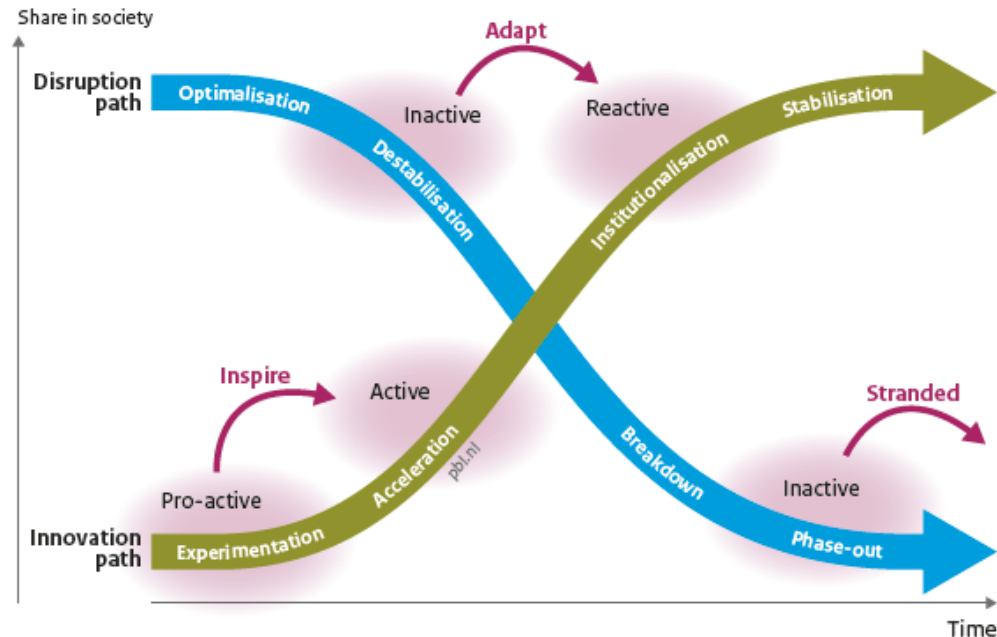 Share in society
Adapt
Disruption
path
Optimalisation
Inactive
Reactive
Stabilisation
Destabilisation
Institutionalisation
Inspire
Active
Stranded
Acceleration
pbl.nl
Breakdown
Pro-active
Inactive
Innovation
path
Experimentation
Phase-out
Time